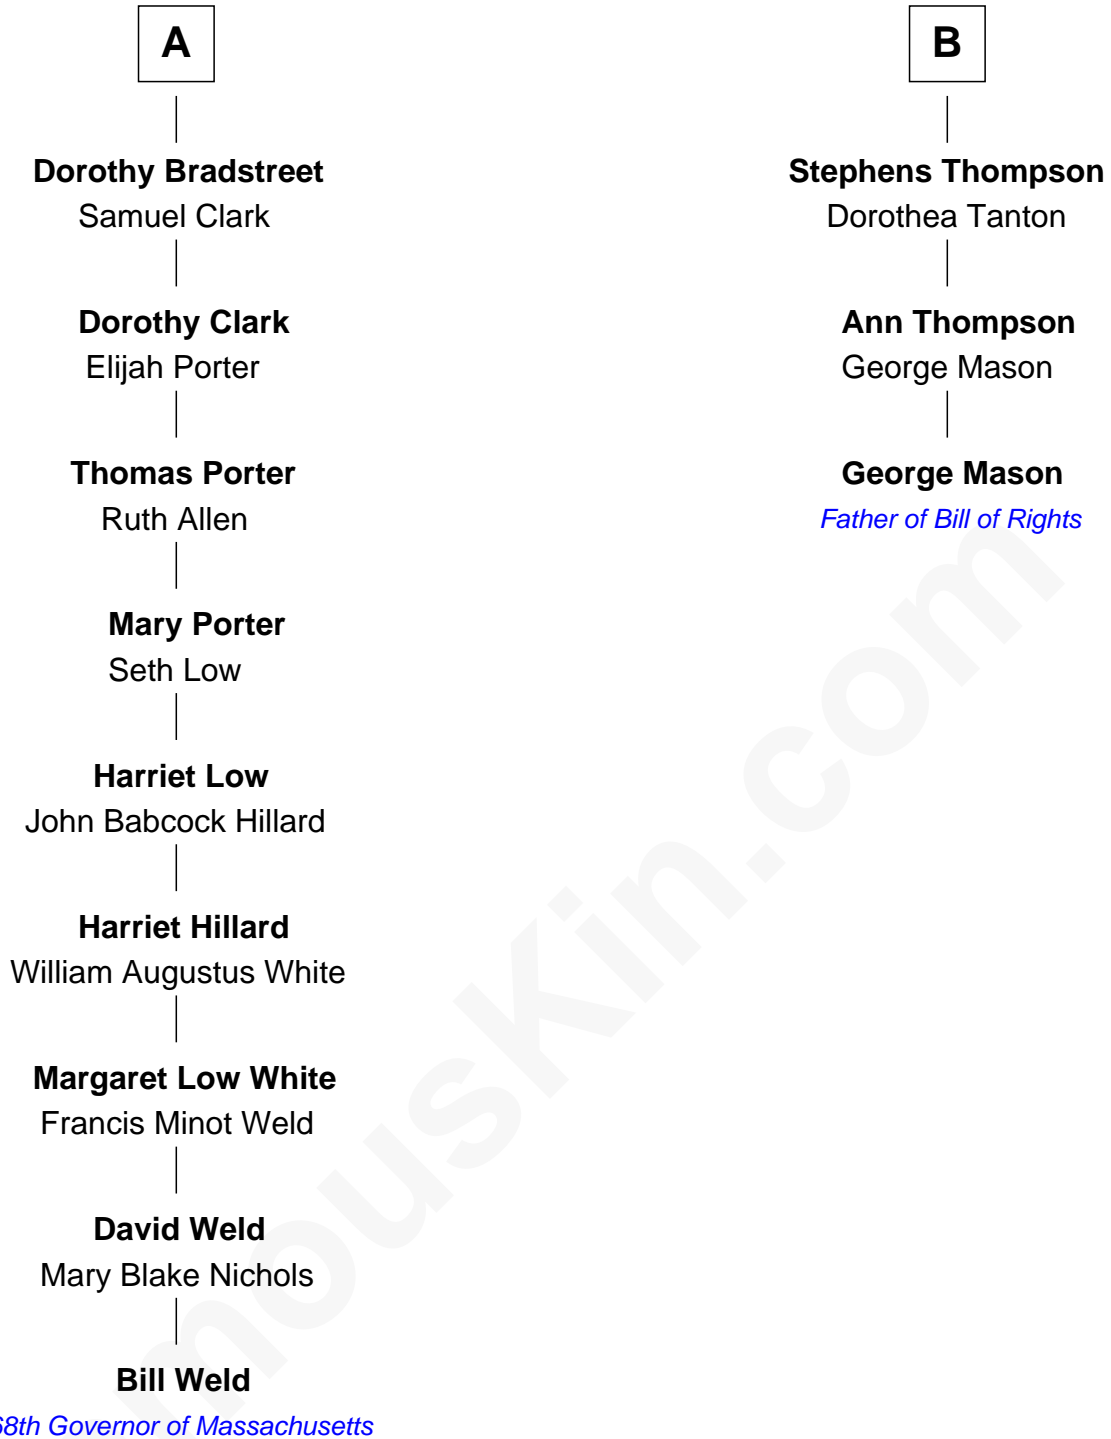 A
Dorothy Bradstreet
Samuel Clark
Dorothy Clark
Elijah Porter
Thomas Porter
Ruth Allen
Mary Porter
Seth Low
Harriet Low
John Babcock Hillard
Harriet Hillard
William Augustus White
Margaret Low White
Francis Minot Weld
David Weld
Mary Blake Nichols
Bill Weld
68th Governor of Massachusetts
B
Stephens Thompson
Dorothea Tanton
Ann Thompson
George Mason
George Mason
Father of Bill of Rights
mousKin.com